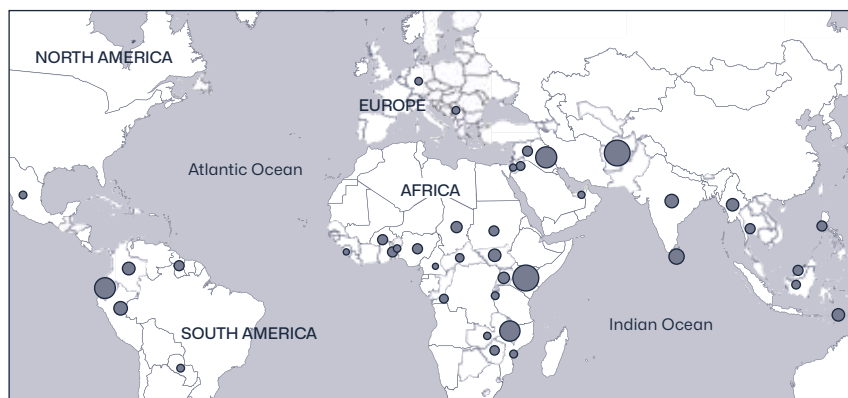 NORTH AMERICA
EUROPE
Atlantic Ocean
AFRICA
SOUTH AMERICA
Indian Ocean